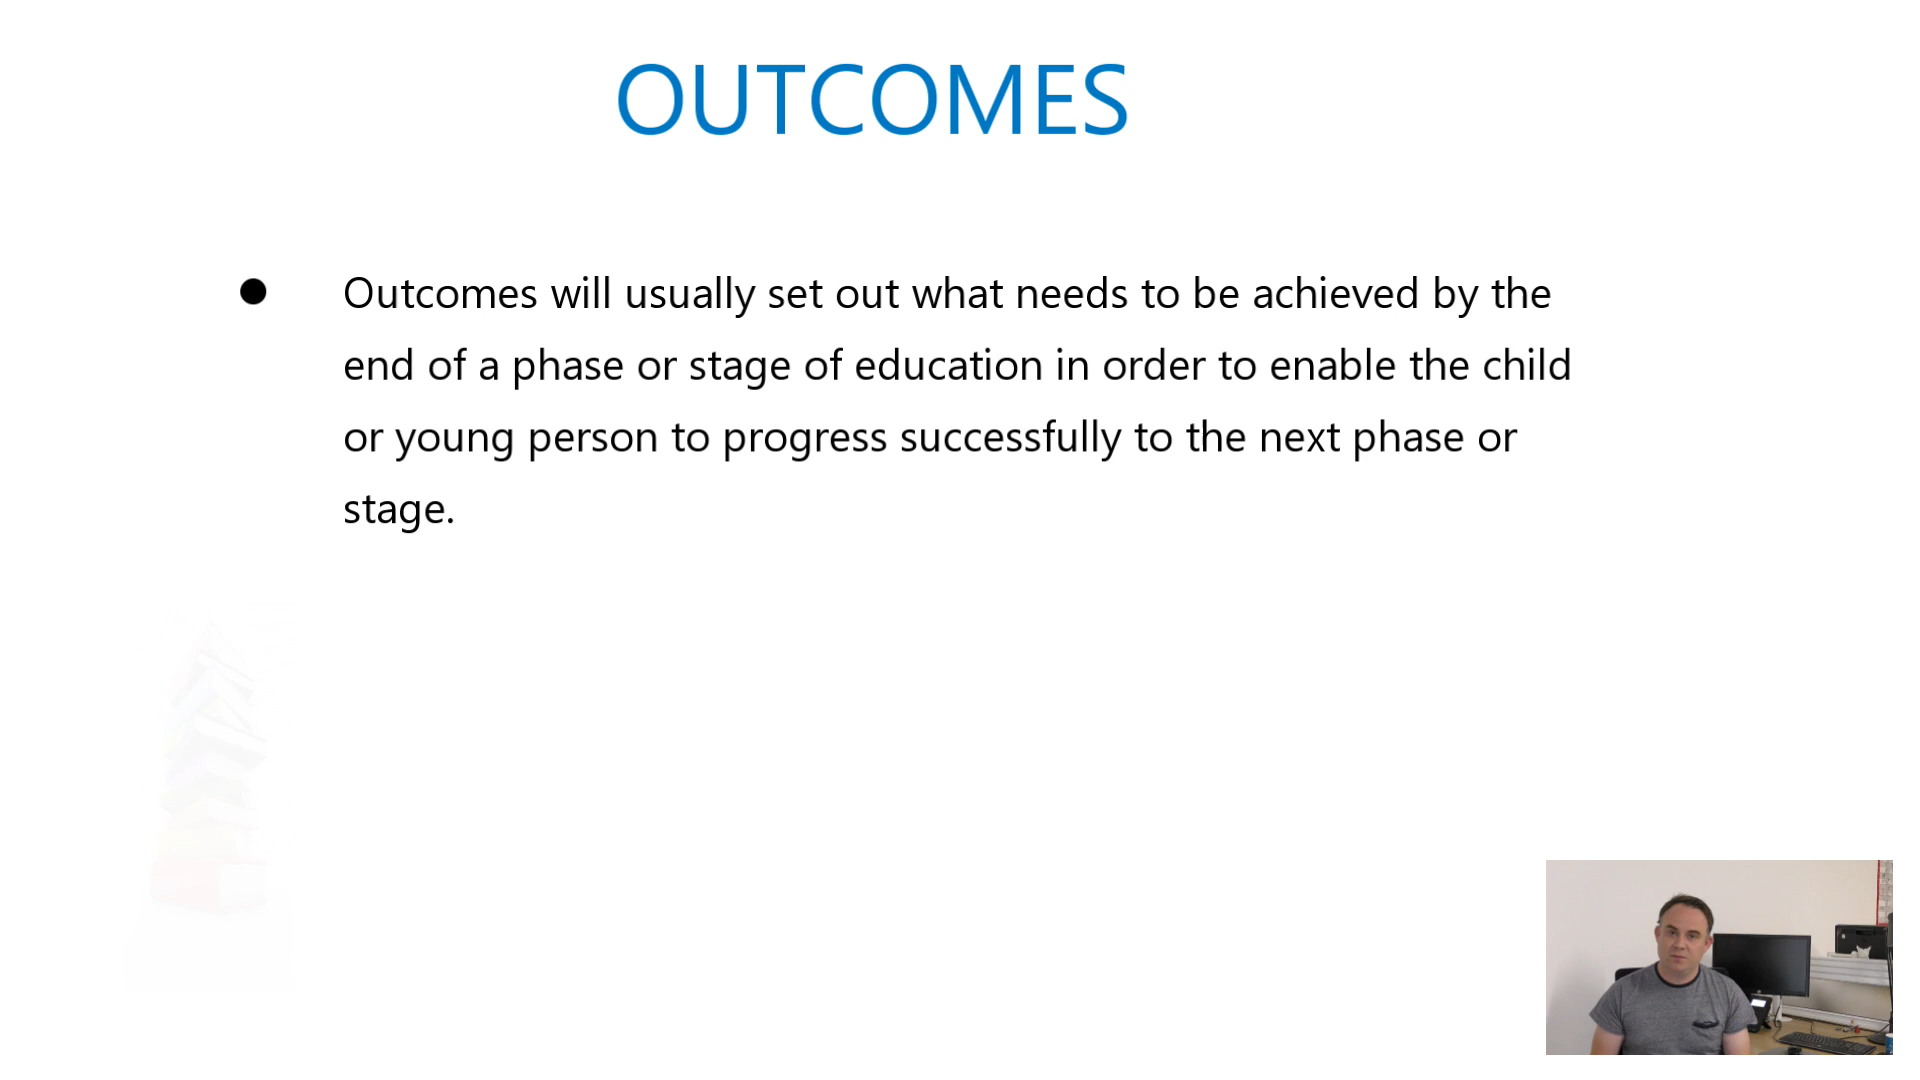 OUTCOMES
● Outcomes will usually set out what needs to be achieved by the
end of a phase or stage of education in order to enable the child
or young person to progress successfully to the next phase or
stage.